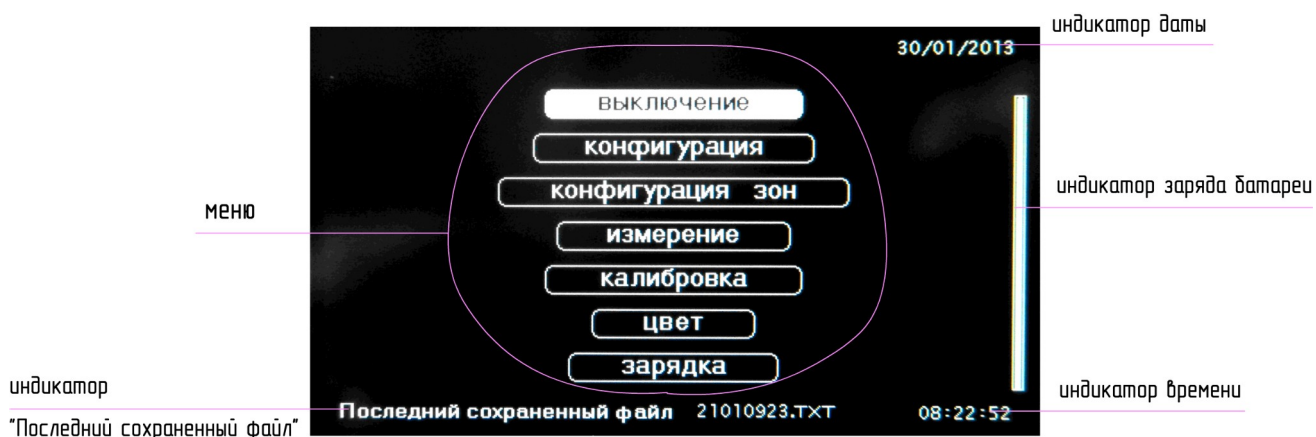 индикатор даты
30/01/2013
выключение
конфигурация
конфигурация зон
индикатор заряда батареи
меню
измерение
калибровка
цвет
зарядка
индикатор
индикатор времени
Последний сохраненный файл 21010923.TXT
08:22:52
"Последний сохраненный файл"